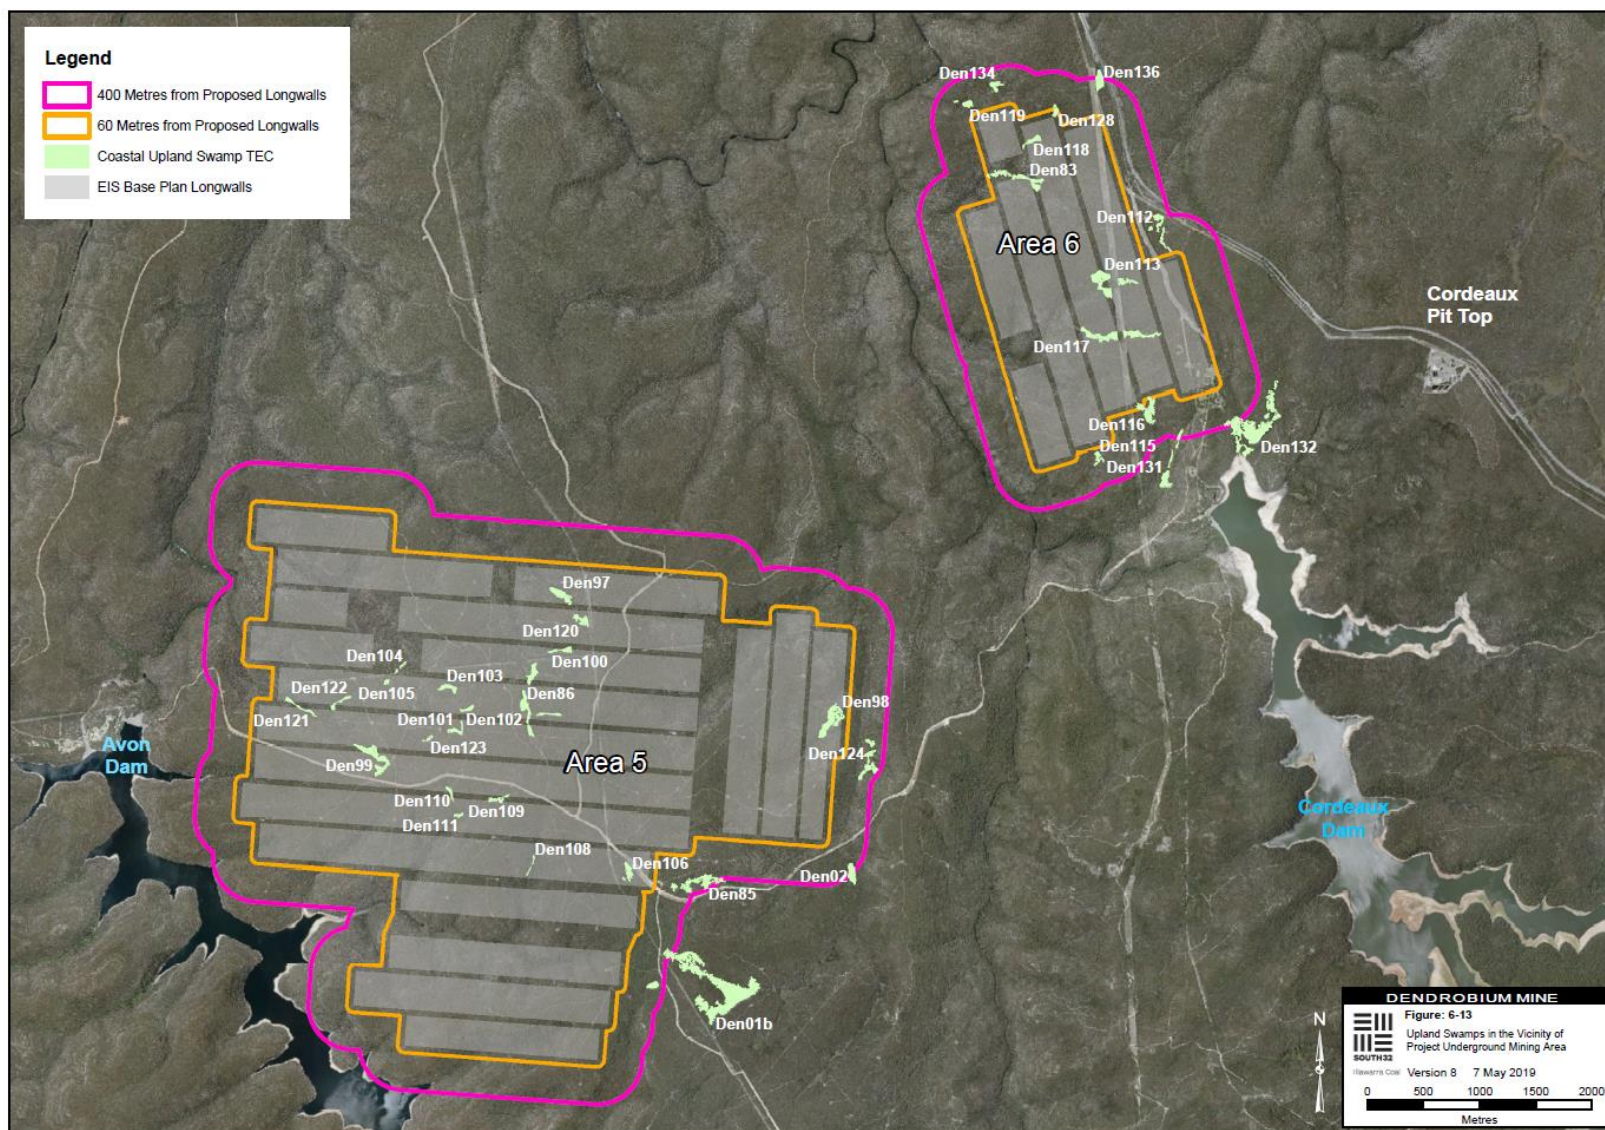 Legend
400 Metres from Proposed Longwalls
60 Metres from Proposed Longwalls
Coastal Upland Swamp TEC
EIS Base Plan Longwalls
Den134
Den136
Den119
Den128
Den118
Den83
Den112
Area 6
Den113
Cordeaux
Pit Top
Den117
Den116
Den115
Den132
Den131
Den97
Den120
Den100
Den104
Den103
Den122
Den105
Den86
Den98
Den121
Den101
Den102
Den123
Den124
Avon
Dam
Den99
Area 5
Den110
Den109
Den111
Cordeaux
Dam
Den108
Den106
Den02
Den85
Den01b
N
DENDROBIUM MINE
Figure: 6-13
Upland Swamps in the Vicinity of
Project Underground Mining Area
SOUTH32
Illawarra Coal
Version 8 7 May 2019
0 500 1000 1500 2000
Metres